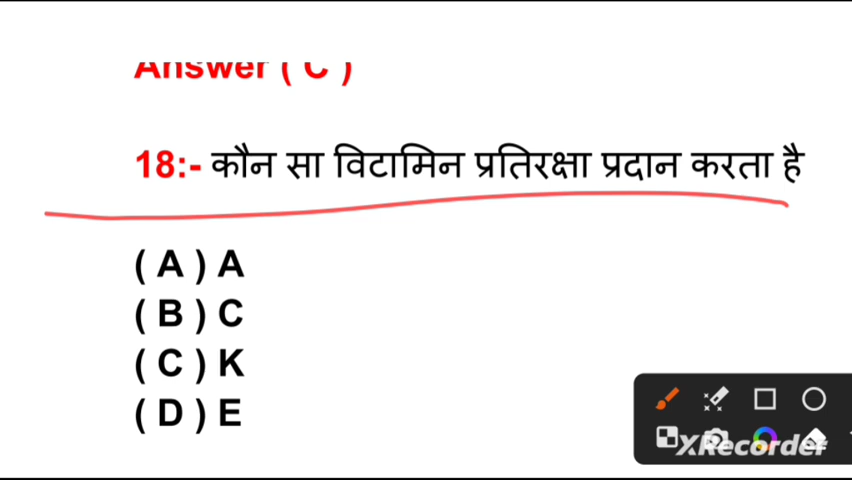 Answer ( C )
18:- कौन सा विटामिन प्रतिरक्षा प्रदान करता है
( A ) A
( B ) C
( C ) K
( D ) E
XRecorder